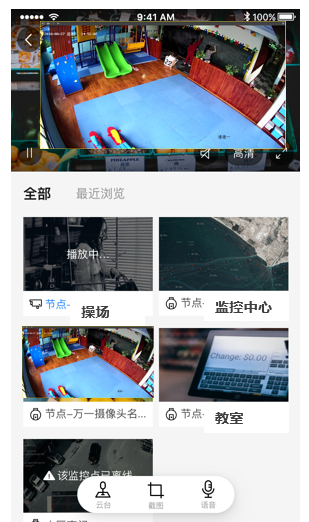 9:41 AM
100%
PINEAPPLE
高清
全部
最近浏览
播放中...
节点-
操场
节点-
监控中心
节点-万一摄像头名...
节点-
教室
Change: $0.00
该监控点已离线
云台
截图
语音